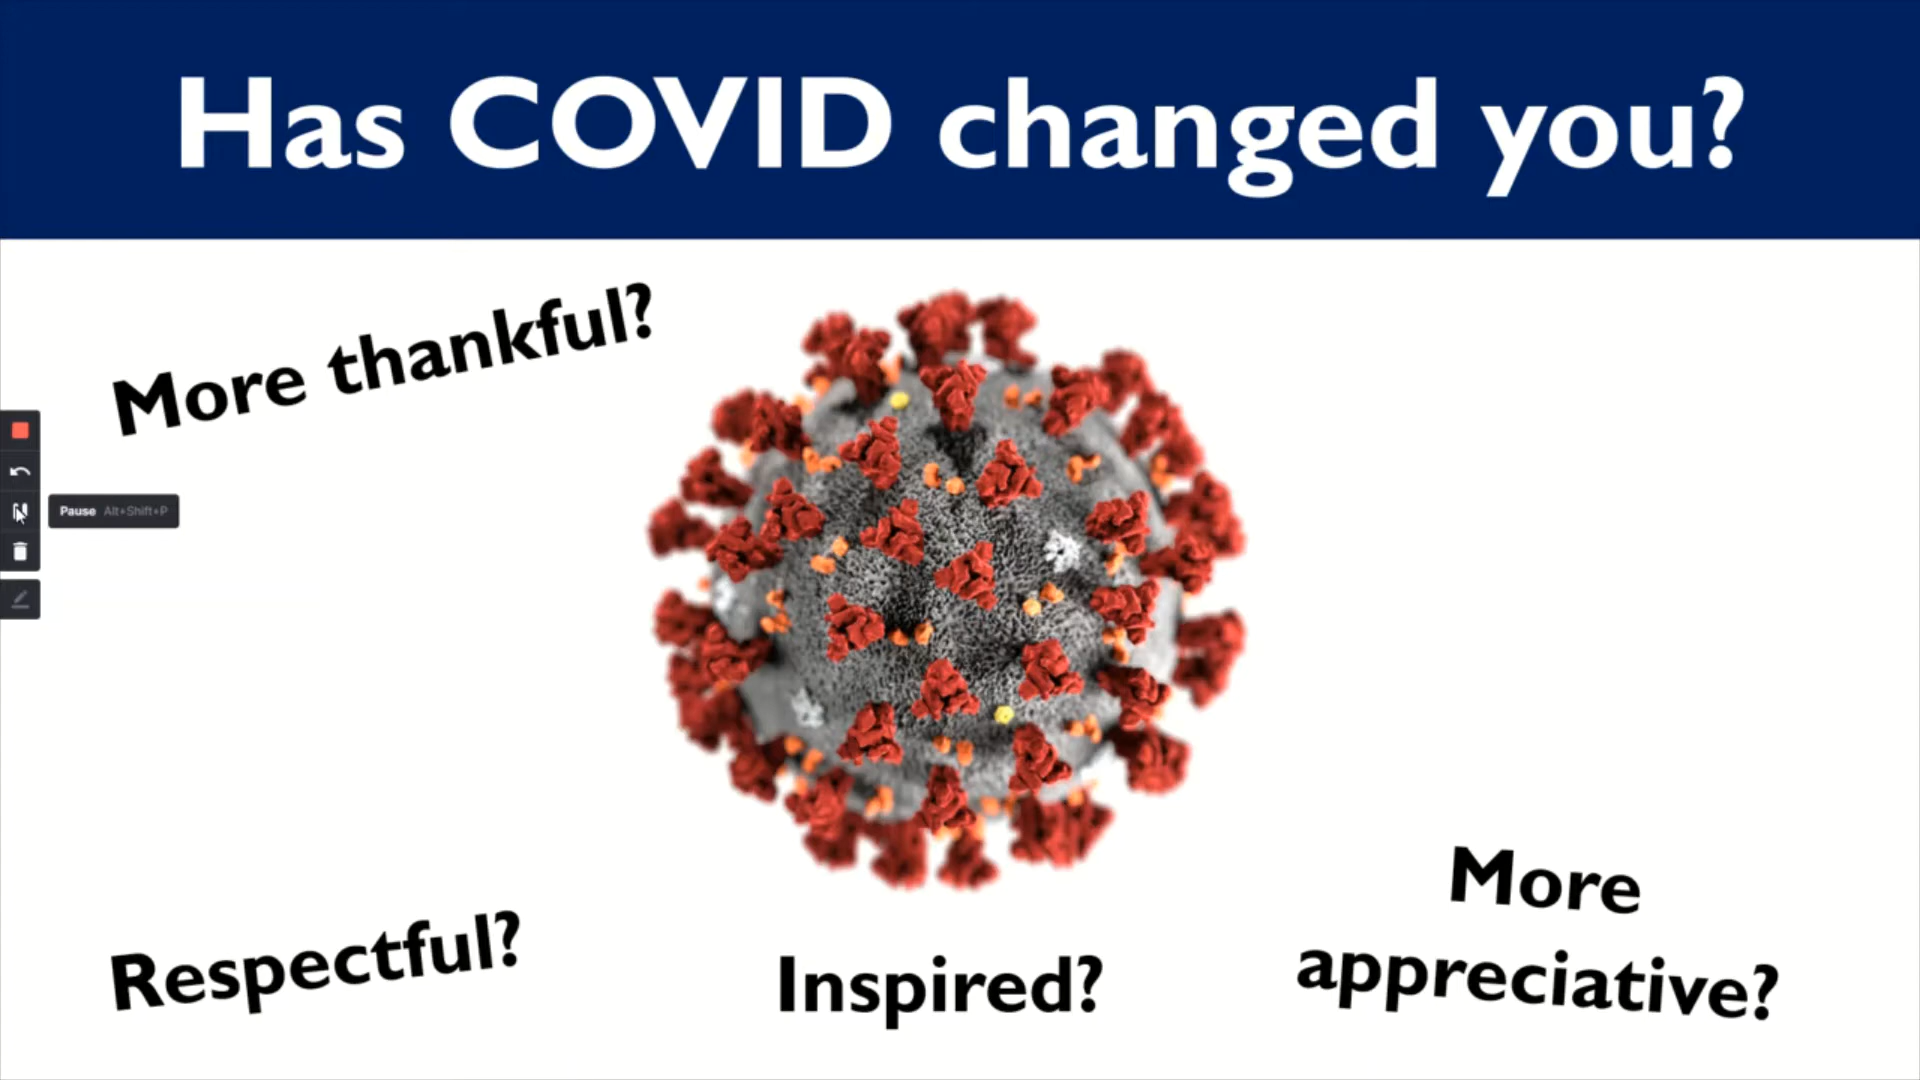 Has COVID changed you?
More thankful?
Pause Alt+Shift+P
Respectful?
Inspired?
More
appreciative?